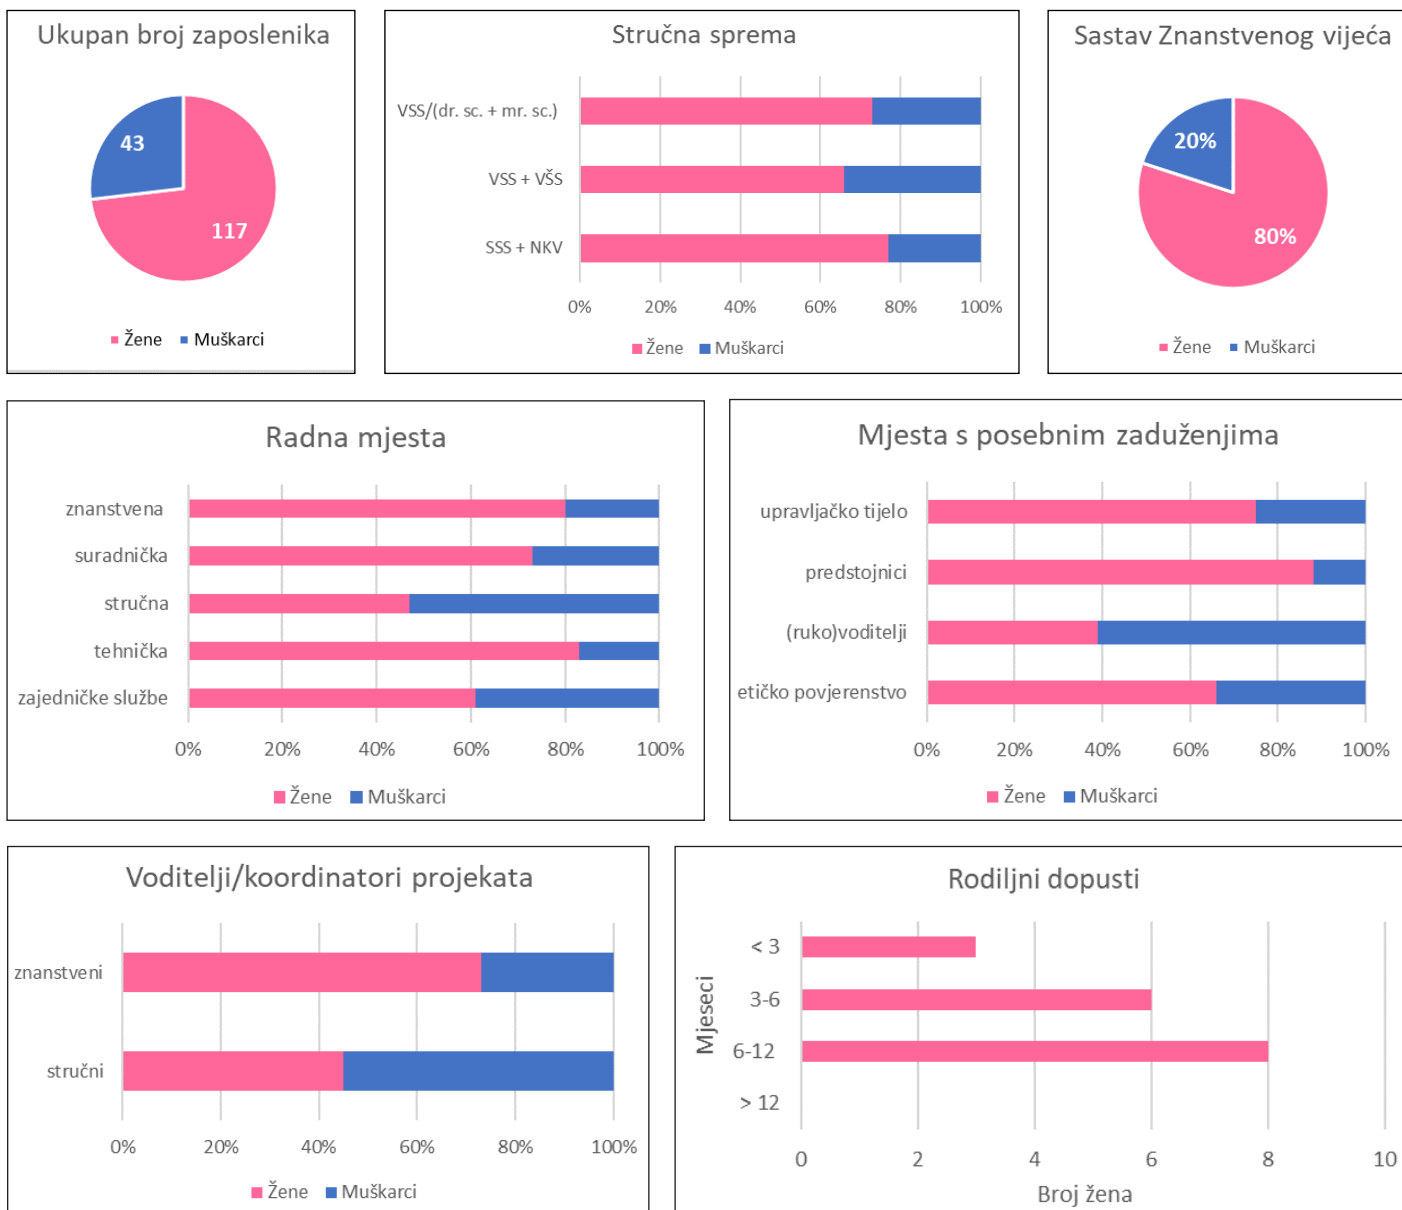 Ukupan broj zaposlenika
43
117
Žene Muškarci
Stručna sprema
VSS/(dr. sc. + mr. sc.)
VSS + VŠS
SSS + NKV
0% 20% 40% 60% 80% 100%
Žene Muškarci
Sastav Znanstvenog vijeća
20%
80%
Žene Muškarci
Radna mjesta
znanstvena
suradnička
stručna
tehnička
zajedničke službe
0% 20% 40% 60% 80% 100%
Žene Muškarci
Mjesta s posebnim zaduženjima
upravljačko tijelo
predstojnici
(ruko)voditelji
etičko povjerenstvo
0% 20% 40% 60% 80% 100%
Žene Muškarci
Voditelji/koordinatori projekata
znanstveni
stručni
0% 20% 40% 60% 80% 100%
Žene Muškarci
Rodiljni dopusti
Mjeseci
< 3
3-6
6-12
> 12
0 2 4 6 8 10
Broj žena